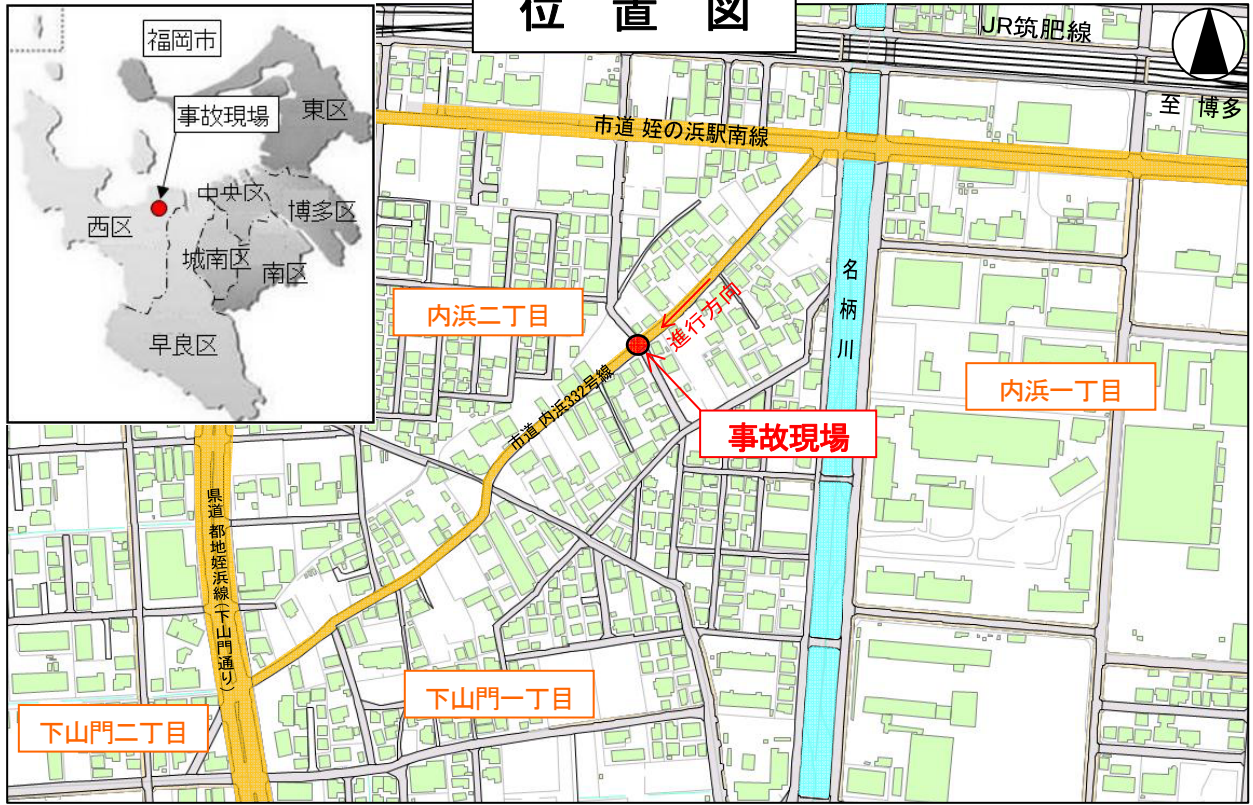 位 置 図
福岡市
事故現場
東区
中央区
博多区
西区
城南区
南区
早良区
JR筑肥線
至 博多
市道 姪の浜駅南線
名柄川
内浜二丁目
進行方向
内浜一丁目
市道 内浜332号線
事故現場
県道 都地姪浜線(下山門通り)
下山門一丁目
下山門二丁目